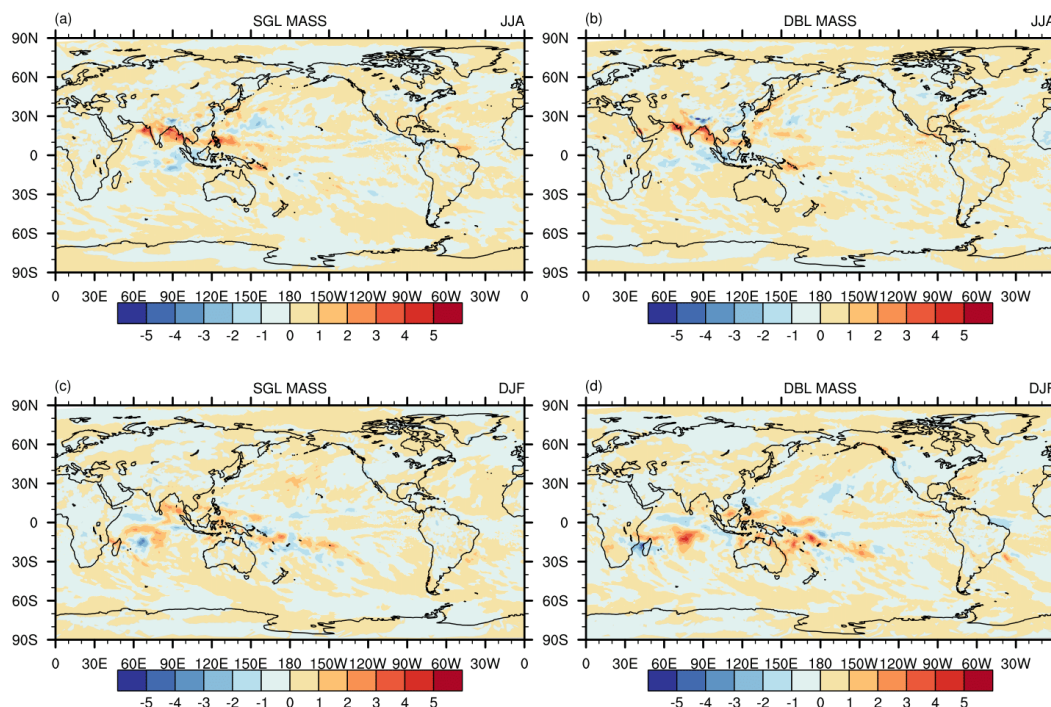 (a) SGL MASS JJA
90N
60N
30N
0
30S
60S
90S
0 30E 60E 90E 120E 150E 180 150W 120W 90W 60W 30W 0
-5 -4 -3 -2 -1 0 1 2 3 4 5
(b) DBL MASS JJA
90N
60N
30N
0
30S
60S
90S
0 30E 60E 90E 120E 150E 180 150W 120W 90W 60W 30W
-5 -4 -3 -2 -1 0 1 2 3 4 5
(c) SGL MASS DJF
90N
60N
30N
0
30S
60S
90S
0 30E 60E 90E 120E 150E 180 150W 120W 90W 60W 30W 0
-5 -4 -3 -2 -1 0 1 2 3 4 5
(d) DBL MASS DJF
90N
60N
30N
0
30S
60S
90S
0 30E 60E 90E 120E 150E 180 150W 120W 90W 60W 30W
-5 -4 -3 -2 -1 0 1 2 3 4 5